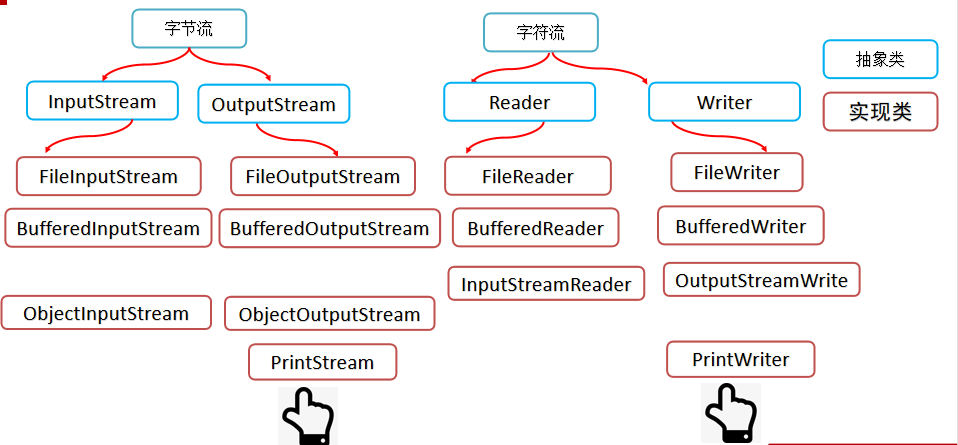 字节流
字符流
抽象类
InputStream
OutputStream
Reader
Writer
实现类
FileInputStream
FileOutputStream
FileReader
FileWriter
BufferedInputStream
BufferedOutputStream
BufferedReader
BufferedWriter
InputStreamReader
OutputStreamWrite
ObjectInputStream
ObjectOutputStream
PrintStream
PrintWriter